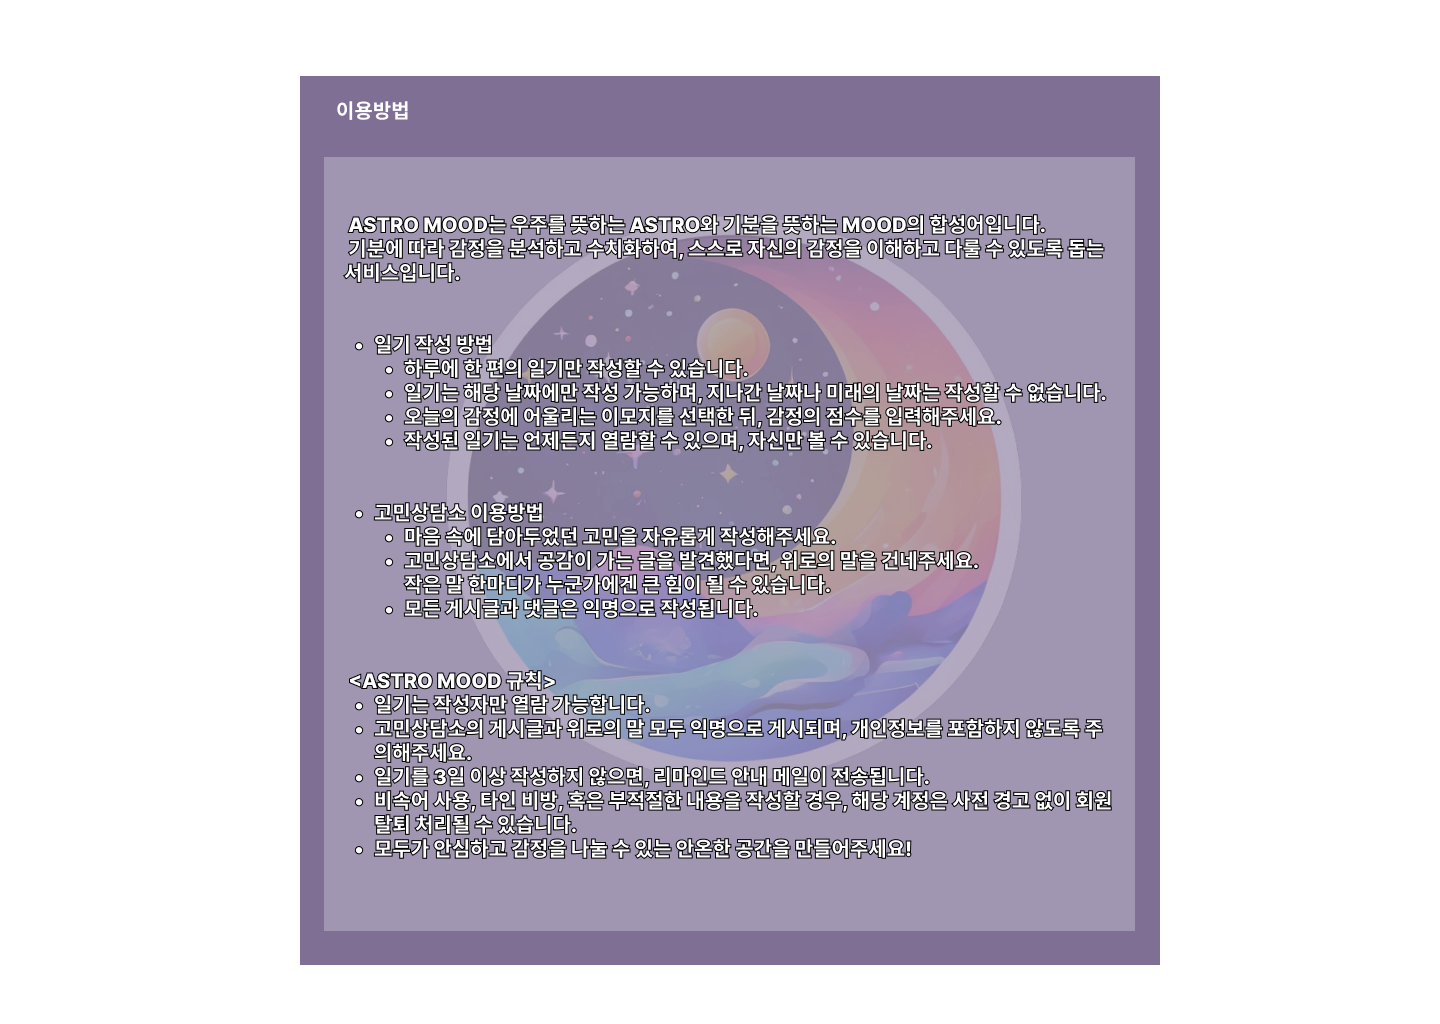 이용방법
ASTRO MOOD는 우주를 뜻하는 ASTRO와 기분을 뜻하는 MOOD의 합성어입니다.
기분에 따라 감정을 분석하고 수치화하여, 스스로 자신의 감정을 이해하고 다룰 수 있도록 돕는
서비스입니다.
• 일기 작성 방법
• 하루에 한 편의 일기만 작성할 수 있습니다.
• 일기는 해당 날짜에만 작성 가능하며, 지나간 날짜나 미래의 날짜는 작성할 수 없습니다.
• 오늘의 감정에 어울리는 이모지를 선택한 뒤, 감정의 점수를 입력해주세요.
• 작성된 일기는 언제든지 열람할 수 있으며, 자신만 볼 수 있습니다.
• 고민상담소 이용방법
• 마음 속에 담아두었던 고민을 자유롭게 작성해주세요.
• 고민상담소에서 공감이 가는 글을 발견했다면, 위로의 말을 건네주세요.
작은 말 한마디가 누군가에겐 큰 힘이 될 수 있습니다.
• 모든 게시글과 댓글은 익명으로 작성됩니다.
<ASTRO MOOD 규칙>
• 일기는 작성자만 열람 가능합니다.
• 고민상담소의 게시글과 위로의 말 모두 익명으로 게시되며, 개인정보를 포함하지 않도록 주
의해주세요.
• 일기를 3일 이상 작성하지 않으면, 리마인드 안내 메일이 전송됩니다.
• 비속어 사용, 타인 비방, 혹은 부적절한 내용을 작성할 경우, 해당 계정은 사전 경고 없이 회원
탈퇴 처리될 수 있습니다.
• 모두가 안심하고 감정을 나눌 수 있는 안온한 공간을 만들어주세요!